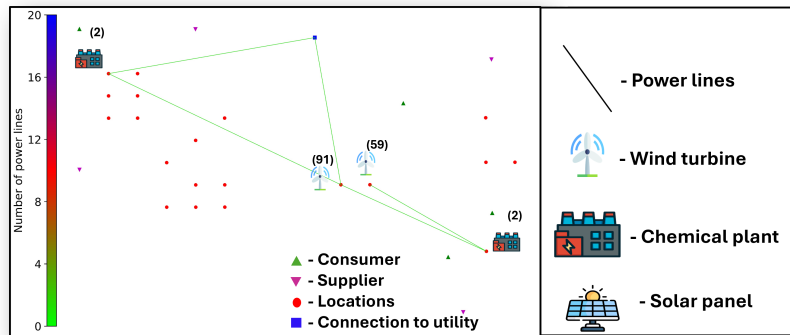 20
16
12
8
4
0
Number of power lines
(2)
(91)
(59)
(2)
- Consumer
- Supplier
- Locations
- Connection to utility
- Power lines
- Wind turbine
- Chemical plant
- Solar panel